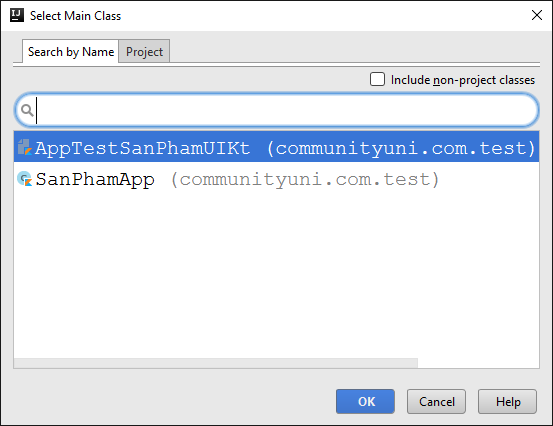 Select Main Class
Search by Name Project
Include non-project classes
AppTestSanPhamUIKt (communityuni.com.test)
SanPhamApp (communityuni.com.test)
OK Cancel Help